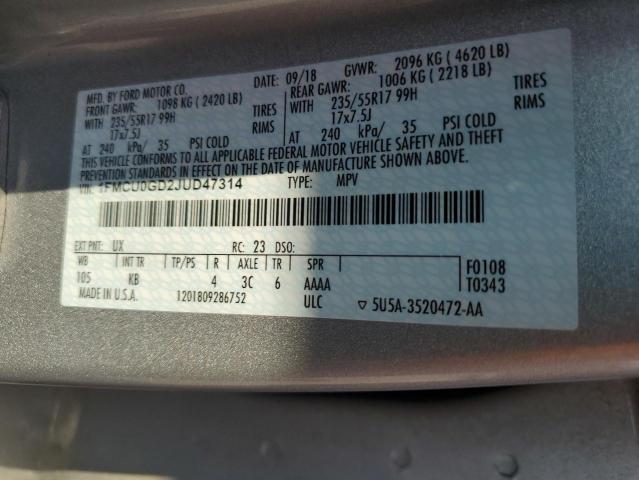 MFD. BY FORD MOTOR CO. DATE: 09/18 GVWR: 2096 KG ( 4620 LB)
FRONT GAWR: 1098 KG ( 2420 LB) REAR GAWR: 1006 KG ( 2218 LB)
WITH 235/55R17 99H TIRES WITH 235/55R17 99H TIRES
17x7.5J RIMS 17x7.5J RIMS
AT 240 kPa/ 35 PSI COLD AT 240 kPa/ 35 PSI COLD
THIS VEHICLE CONFORMS TO ALL APPLICABLE FEDERAL MOTOR VEHICLE SAFETY AND THEFT
PREVENTION STANDARDS IN EFFECT ON THE DATE OF MANUFACTURE SHOWN ABOVE.
VIN: 1FMCU0GD2JUD47314 TYPE: MPV
EXT PNT: UX RC: 23 DSO:
WB INT TR TP/PS R AXLE TR SPR F0108
105 KB 4 3C 6 AAAA T0343
MADE IN U.S.A. 1201809286752 ULC ▽ 5U5A-3520472-AA